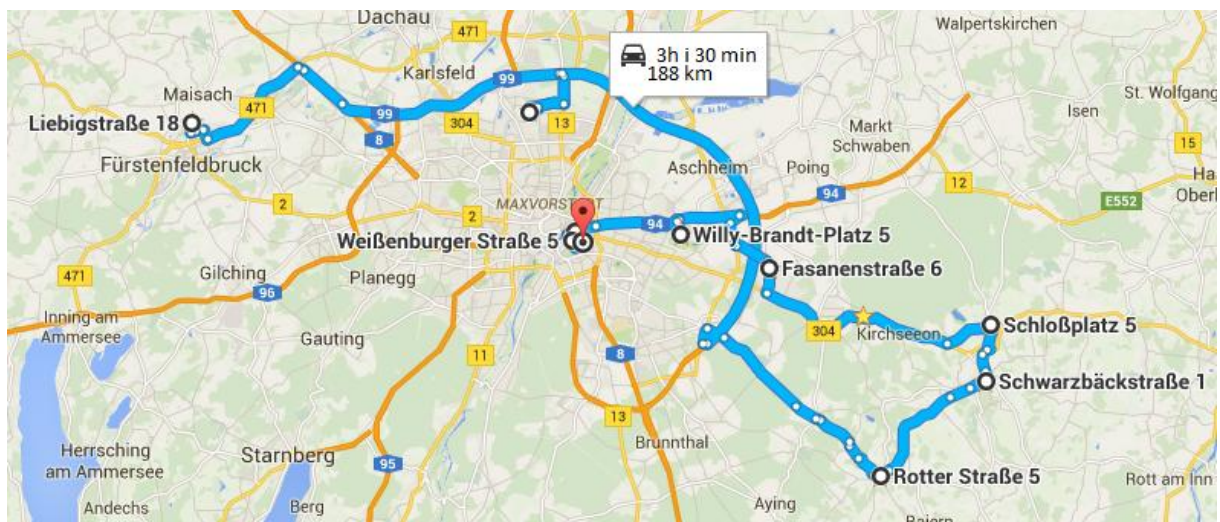 Dachau
Walpertskirchen
471
3h i 30 min
188 km
Karlsfeld
99
Maisach
471
Isen
St. Wolfgang
Liebigstraße 18
99
304
13
Markt
Schwaben
8
Fürstenfeldbruck
Aschheim
Poing
15
94
12
Ha
Oberl
2
MAXVORSTADT
E552
2
94
Weißenburger Straße 5
Willy-Brandt-Platz 5
Gilching
Planegg
Fasanenstraße 6
471
96
Inning am
Ammersee
Schloßplatz 5
304
Kirchseeon
Gauting
11
8
Schwarzbäckstraße 1
13
Brunnthal
Herrsching
am Ammersee
Starnberg
95
Rotter Straße 5
Rott am Inn
Andechs
Berg
Aying